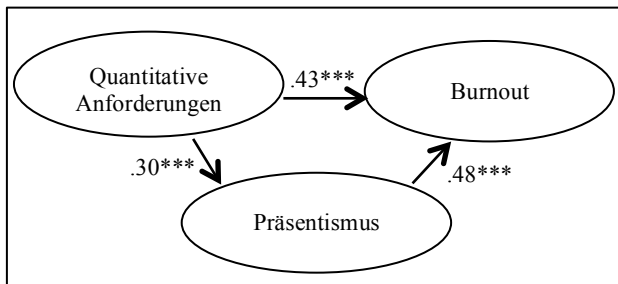 Quantitative
Anforderungen
.43***
Burnout
.30***
.48***
Präsentismus